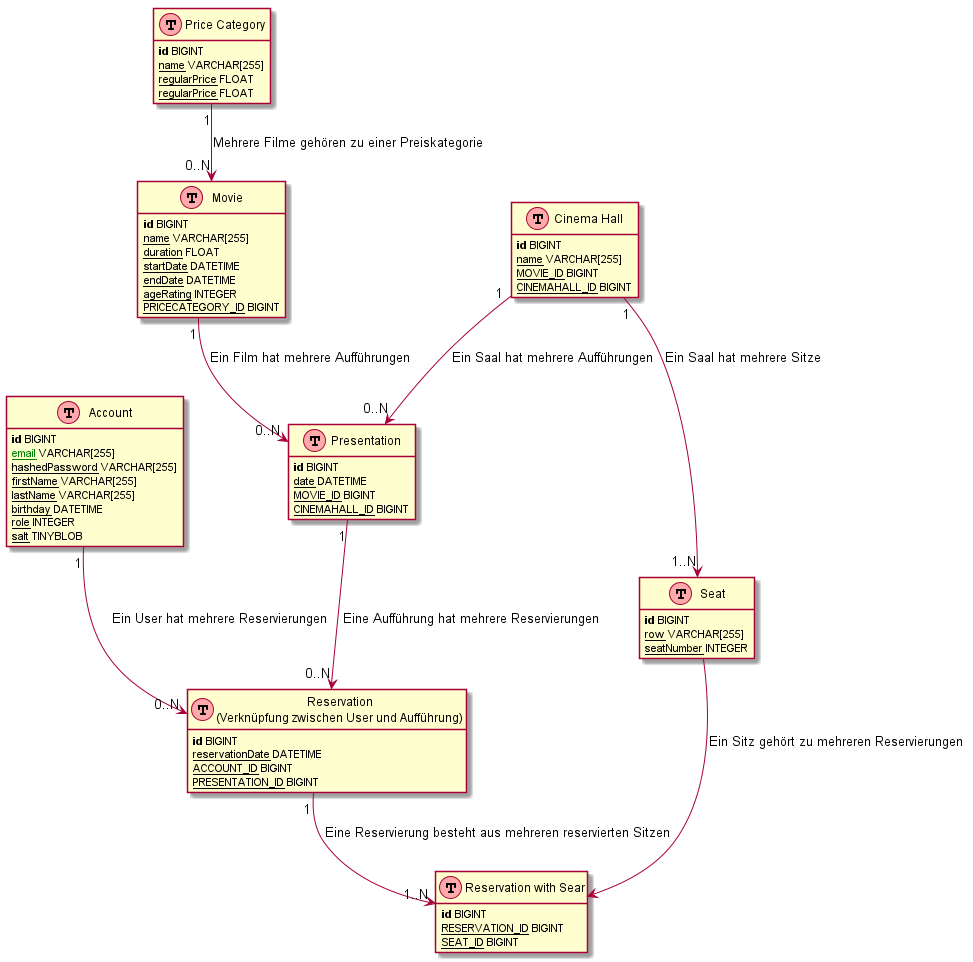 T Price Category
id BIGINT
name VARCHAR[255]
regularPrice FLOAT
regularPrice FLOAT
1
Mehrere Filme gehören zu einer Preiskategorie
0..N
T Movie
id BIGINT
name VARCHAR[255]
duration FLOAT
startDate DATETIME
endDate DATETIME
ageRating INTEGER
PRICECATEGORY_ID BIGINT
T Cinema Hall
id BIGINT
name VARCHAR[255]
MOVIE_ID BIGINT
CINEMAHALL_ID BIGINT
1
Ein Film hat mehrere Aufführungen
0..N
1
Ein Saal hat mehrere Aufführungen
0..N
1
Ein Saal hat mehrere Sitze
1..N
T Account
id BIGINT
email VARCHAR[255]
hashedPassword VARCHAR[255]
firstName VARCHAR[255]
lastName VARCHAR[255]
birthday DATETIME
role INTEGER
salt TINYBLOB
T Presentation
id BIGINT
date DATETIME
MOVIE_ID BIGINT
CINEMAHALL_ID BIGINT
T Seat
id BIGINT
row VARCHAR[255]
seatNumber INTEGER
1
Ein User hat mehrere Reservierungen
0..N
1
Eine Aufführung hat mehrere Reservierungen
0..N
T Reservation
(Verknüpfung zwischen User und Aufführung)
id BIGINT
reservationDate DATETIME
ACCOUNT_ID BIGINT
PRESENTATION_ID BIGINT
Ein Sitz gehört zu mehreren Reservierungen
1
Eine Reservierung besteht aus mehreren reservierten Sitzen
1..N
T Reservation with Sear
id BIGINT
RESERVATION_ID BIGINT
SEAT_ID BIGINT